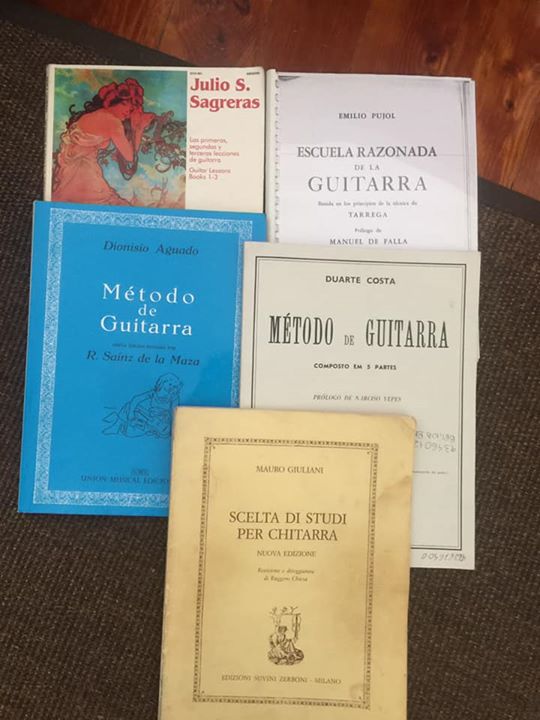 Julio S.
Sagreras
Las primeras,
segundas y
terceras lecciones
de guitarra
Guitar Lessons
Books 1-3
EMILIO PUJOL
ESCUELA RAZONADA
DE LA
GUITARRA
Basada en los principios de la técnica de
TARREGA
Prólogo de
MANUEL DE FALLA
Dionisio Aguado
Método
de
Guitarra
R. Sainz de la Maza
UNION MUSICAL
DUARTE COSTA
MÉTODO DE GUITARRA
COMPOSTO EM 5 PARTES
PRÓLOGO DE NARCISO YEPES
MAURO GIULIANI
SCELTA DI STUDI
PER CHITARRA
NUOVA EDIZIONE
Revisione e diteggiatura
di Ruggero Chiesa
EDIZIONI SUVINI ZERBONI - MILANO